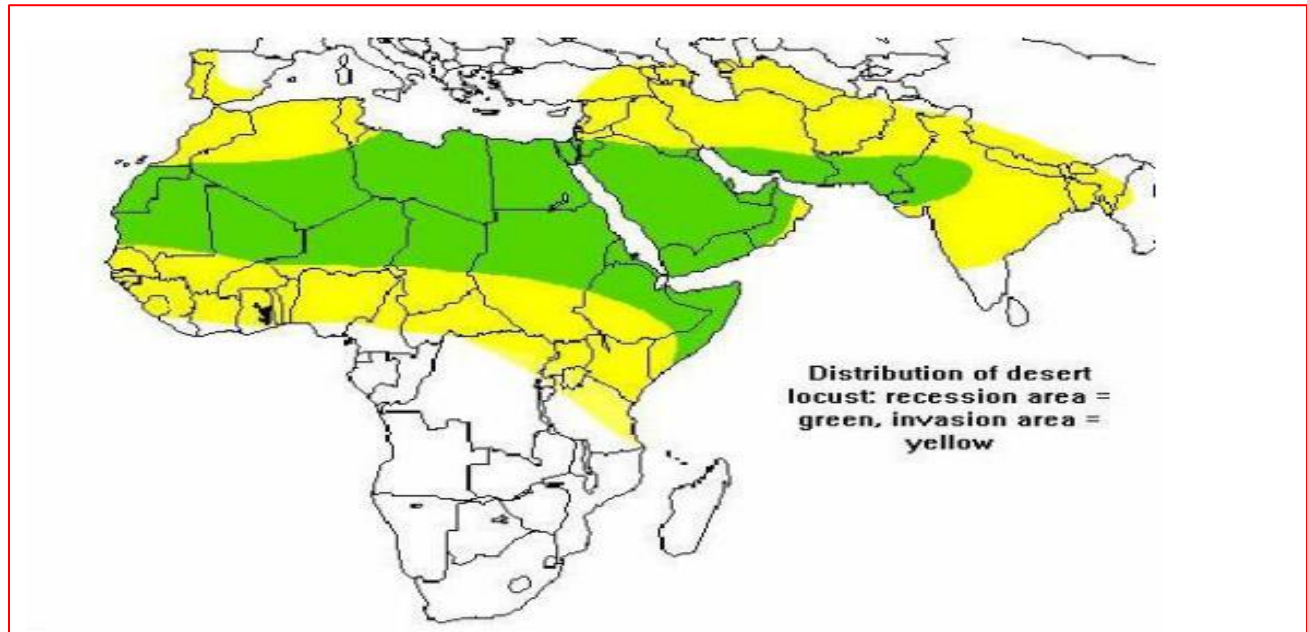 Distribution of desert
locust: recession area =
green, invasion area =
yellow